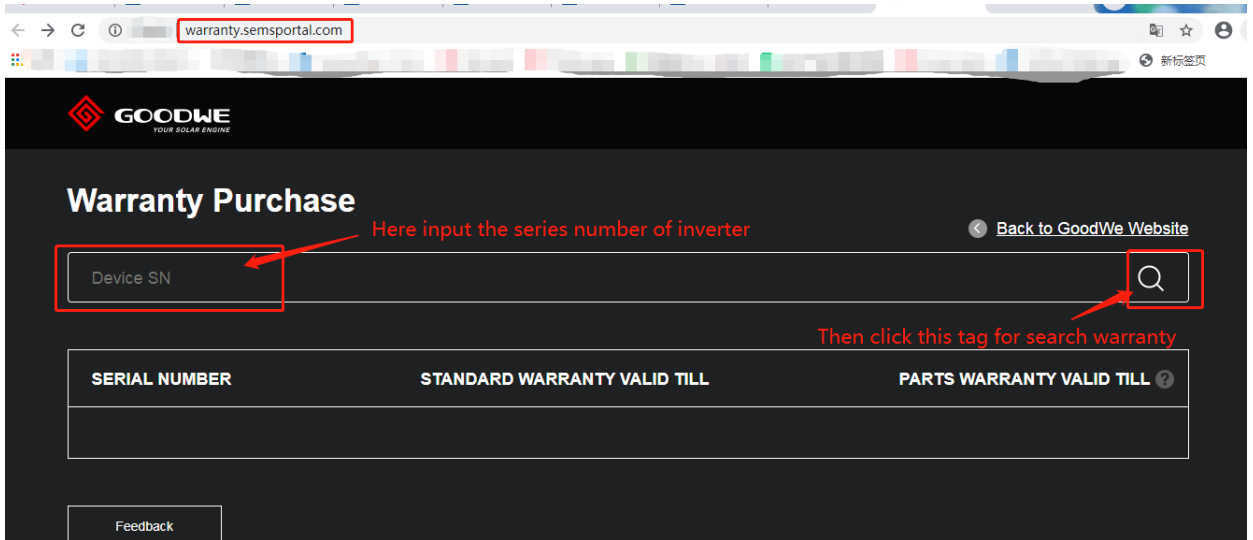 warranty.semsportal.com
新标签页
GOODWE
YOUR SOLAR ENGINE
Warranty Purchase
Here input the series number of inverter
Back to GoodWe Website
Device SN
Then click this tag for search warranty
SERIAL NUMBER STANDARD WARRANTY VALID TILL PARTS WARRANTY VALID TILL ?
Feedback